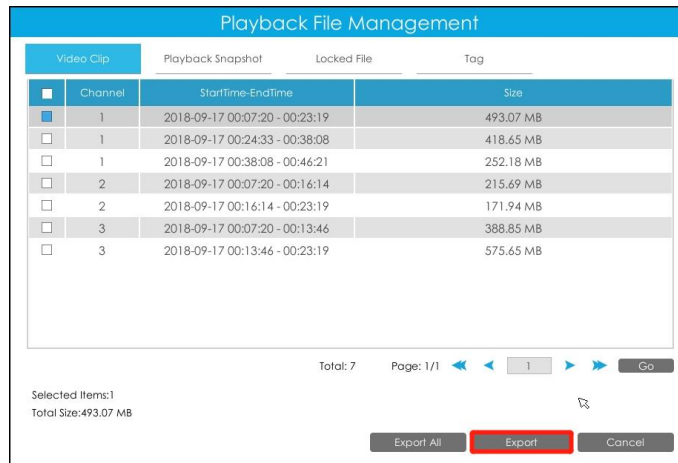 Playback File Management
Video Clip Playback Snapshot Locked File Tag
Channel StartTime-EndTime Size
1 2018-09-17 00:07:20 - 00:23:19 493.07 MB
1 2018-09-17 00:24:33 - 00:38:08 418.65 MB
1 2018-09-17 00:38:08 - 00:46:21 252.18 MB
2 2018-09-17 00:07:20 - 00:16:14 215.69 MB
2 2018-09-17 00:16:14 - 00:23:19 171.94 MB
3 2018-09-17 00:07:20 - 00:13:46 388.85 MB
3 2018-09-17 00:13:46 - 00:23:19 575.65 MB
Total: 7 Page: 1/1 1 Go
Selected Items:1
Total Size:493.07 MB
Export All Export Cancel